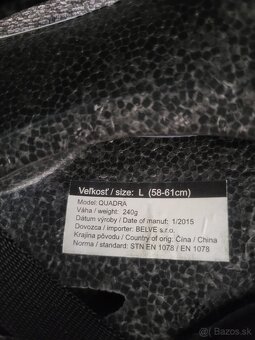 Veľkosť / size: L (58-61cm)
Model: QUADRA
Váha / weight: 240g
Dátum výroby / Date of manuf: 1/2015
Dovozca / importer: BELVE s.r.o.
Krajina pôvodu / Country of orig: Čína / China
Norma / standard: STN EN 1078 / EN 1078
Bazos.sk